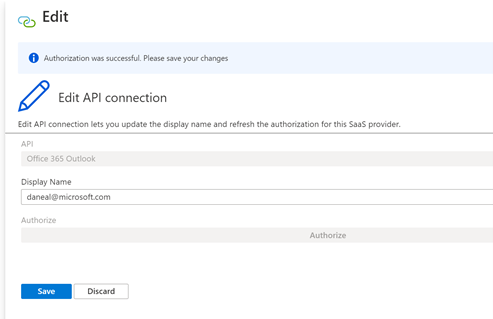 Edit
Authorization was successful. Please save your changes
Edit API connection
Edit API connection lets you update the display name and refresh the authorization for this SaaS provider.
API
Office 365 Outlook
Display Name
daneal@microsoft.com
Authorize
Authorize
Save Discard